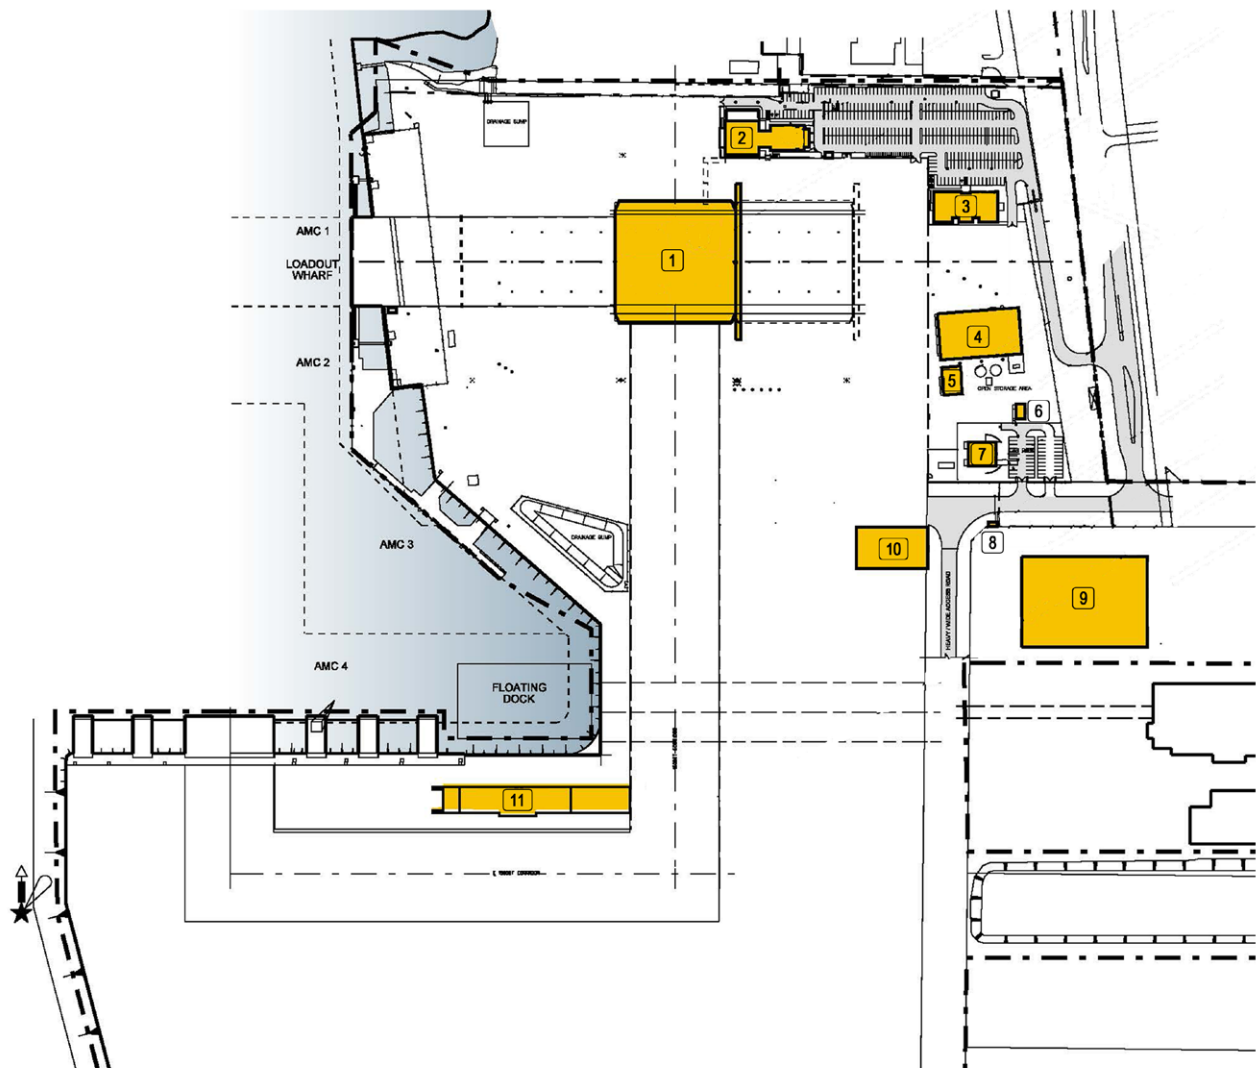 DRAINAGE SUMP
2
3
AMC 1
LOADOUT
WHARF
1
4
AMC 2
5
OPEN STORAGE AREA
6
7
DRAINAGE SUMP
AMC 3
10
8
HEAVY / WIDE ACCESS ROAD
9
AMC 4
FLOATING
DOCK
11